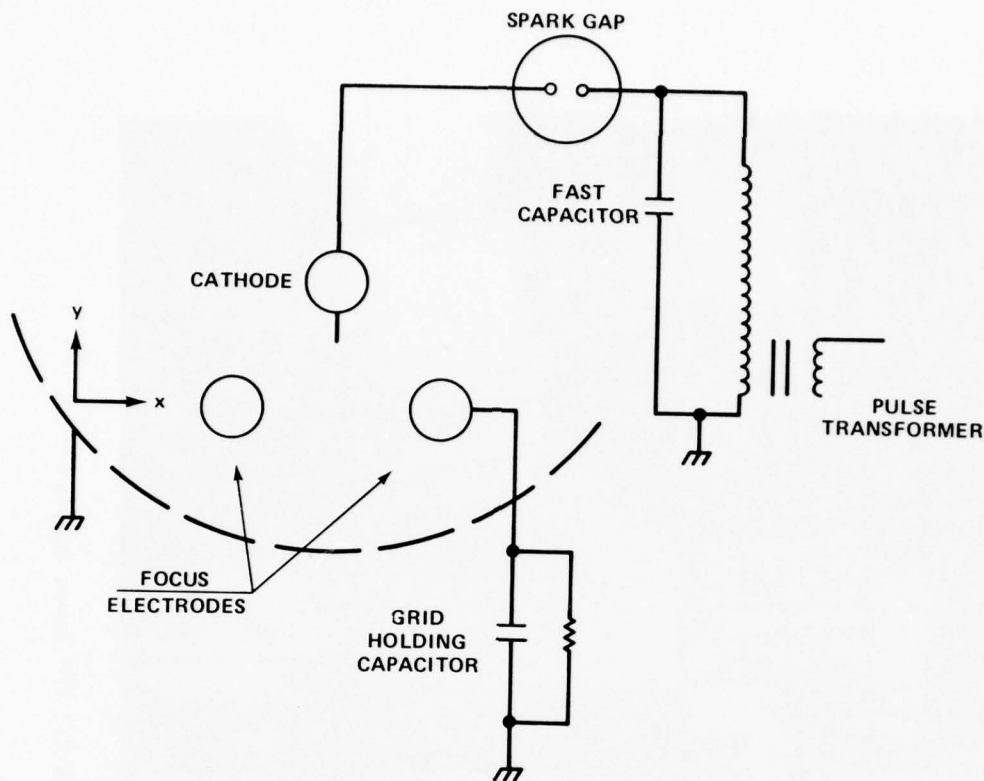 SPARK GAP
FAST
CAPACITOR
CATHODE
y
x
PULSE
TRANSFORMER
FOCUS
ELECTRODES
GRID
HOLDING
CAPACITOR